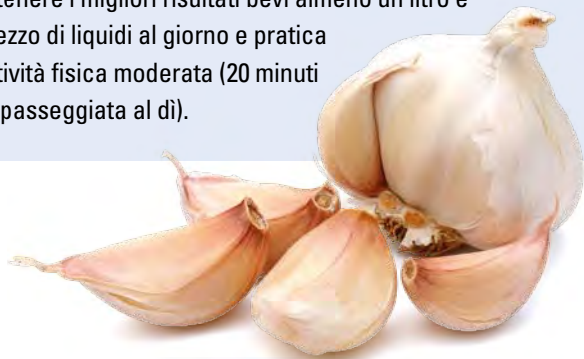 tenere i migliori risultati bevi almeno un litro e
ezzo di liquidi al giorno e pratica
tività fisica moderata (20 minuti
passeggiata al dì).